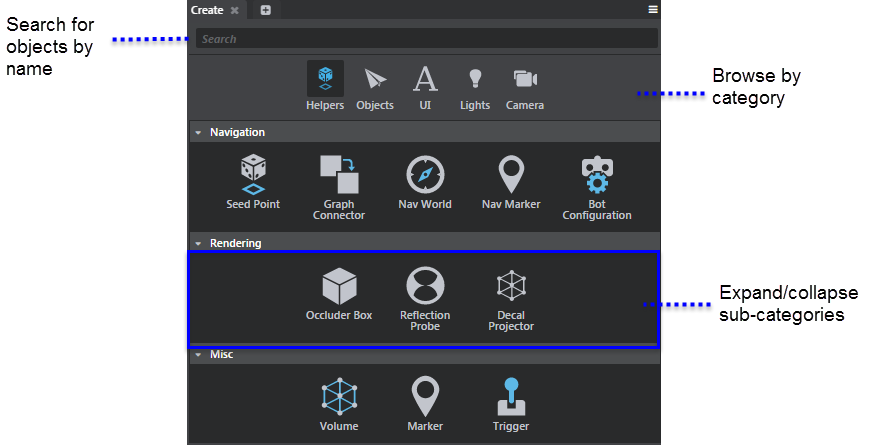 Create
Search for
objects by
name
Search
Browse by
category
Helpers Objects UI Lights Camera
Navigation
Seed Point Graph Connector Nav World Nav Marker Bot Configuration
Rendering
Occluder Box Reflection Probe Decal Projector
Expand/collapse
sub-categories
Misc
Volume Marker Trigger